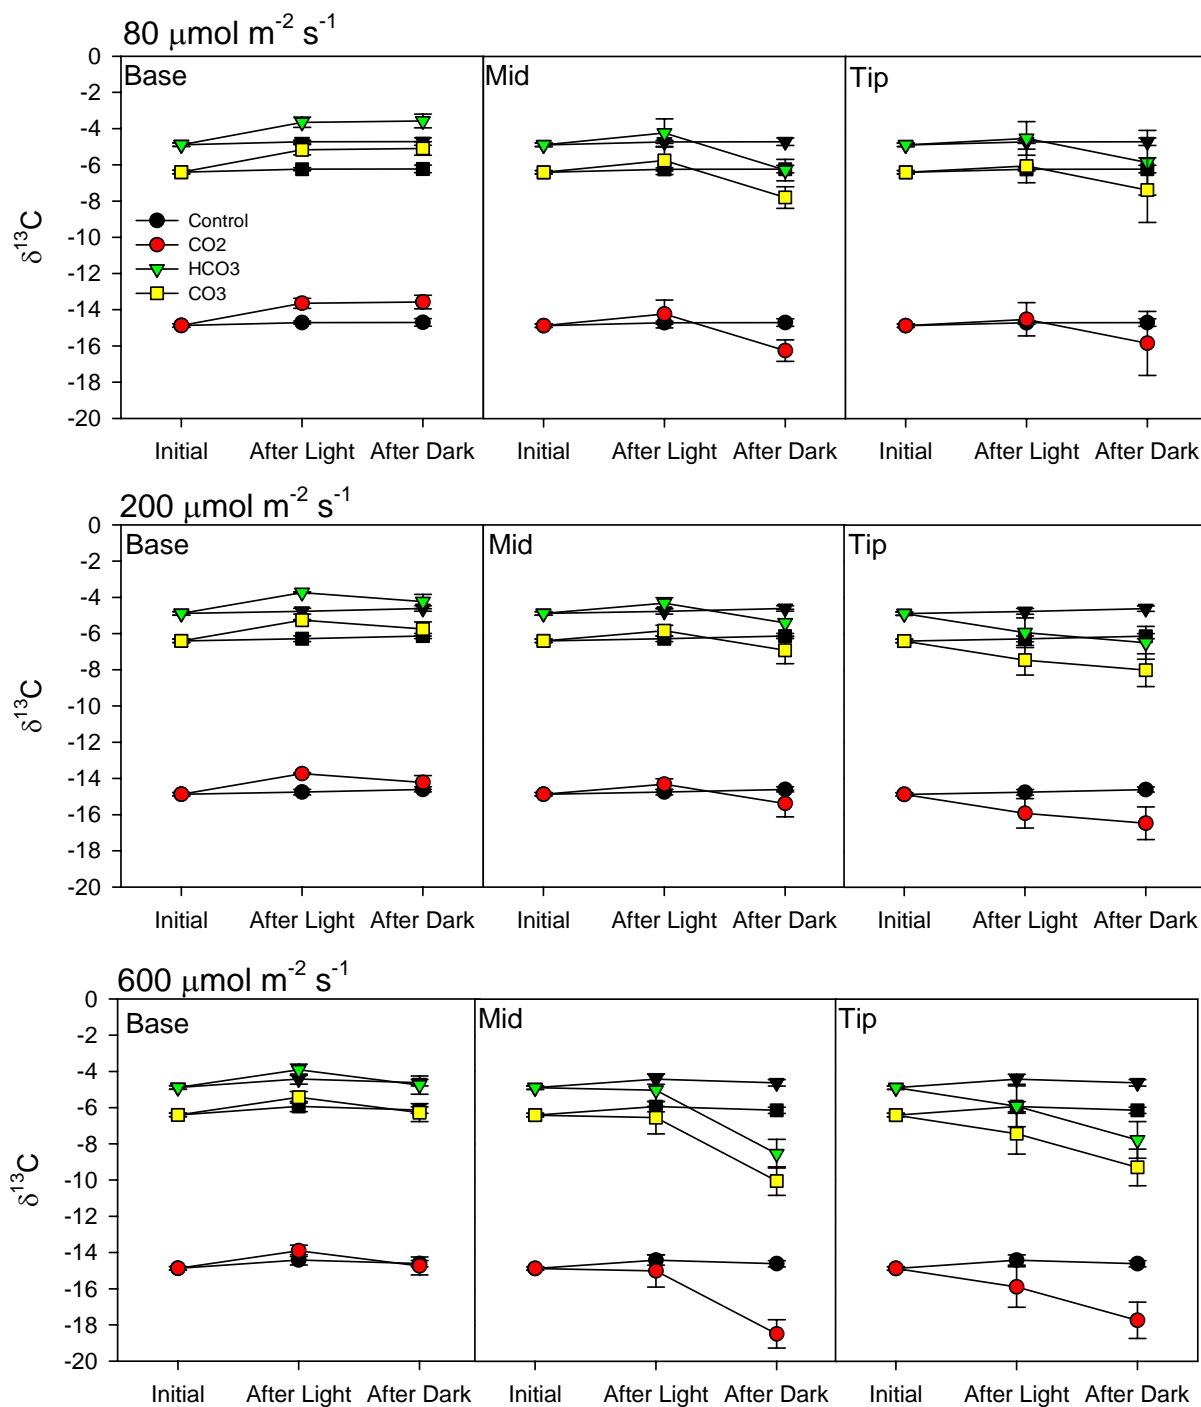 80 μmol m⁻² s⁻¹
Base
Mid
Tip
0
-2
-4
-6
-8
-10
-12
-14
-16
-18
-20
δ¹³C
Control
CO2
HCO3
CO3
Initial After Light After Dark
Initial After Light After Dark
Initial After Light After Dark
200 μmol m⁻² s⁻¹
Base
Mid
Tip
0
-2
-4
-6
-8
-10
-12
-14
-16
-18
-20
δ¹³C
Initial After Light After Dark
Initial After Light After Dark
Initial After Light After Dark
600 μmol m⁻² s⁻¹
Base
Mid
Tip
0
-2
-4
-6
-8
-10
-12
-14
-16
-18
-20
δ¹³C
Initial After Light After Dark
Initial After Light After Dark
Initial After Light After Dark